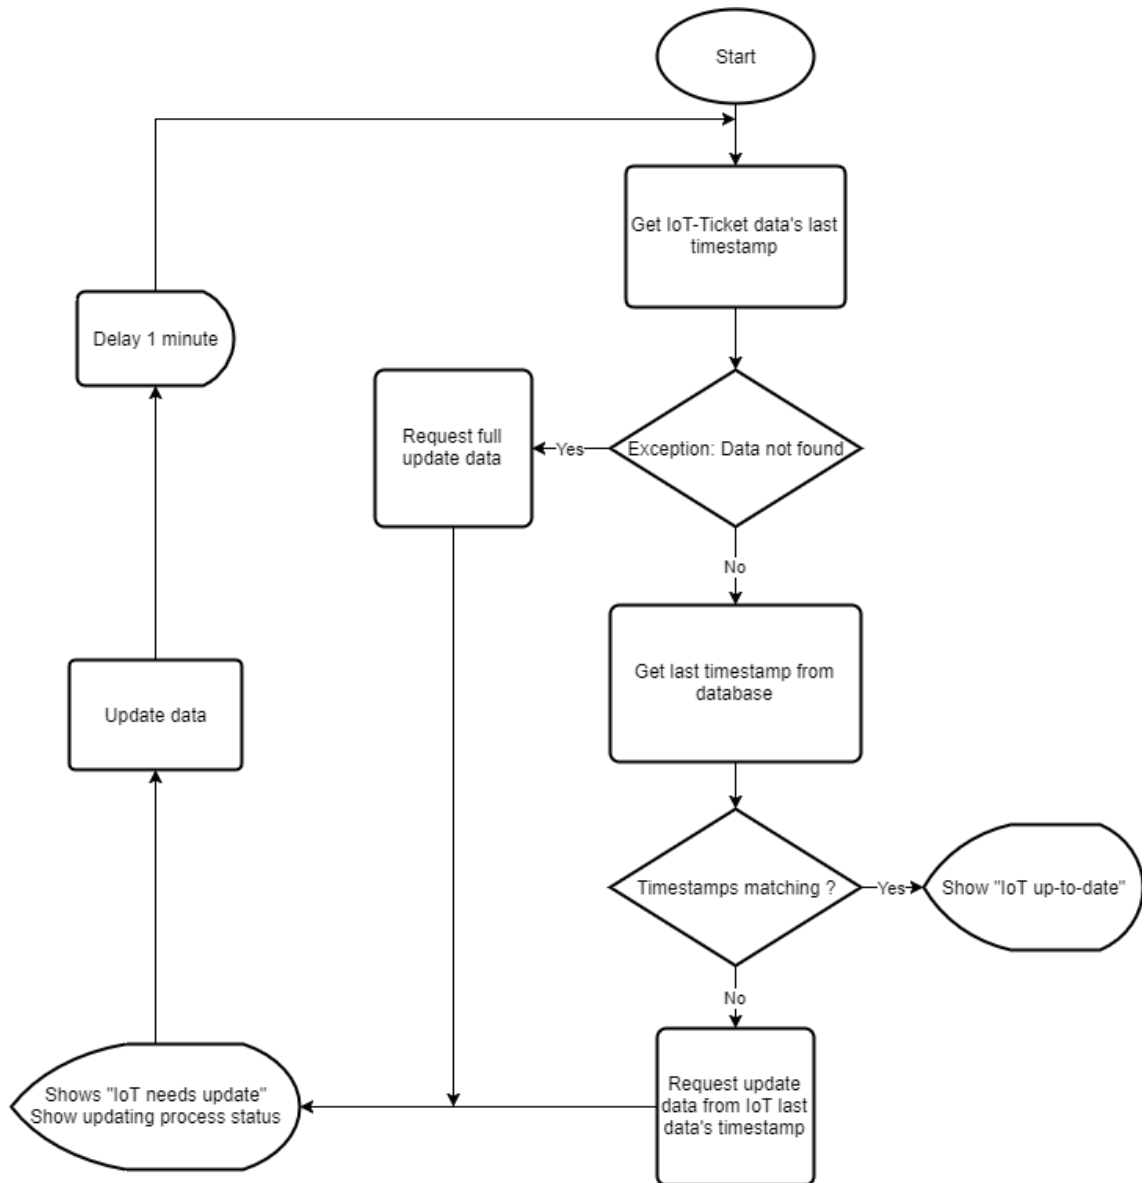 Start
Get IoT-Ticket data's last
timestamp
Delay 1 minute
Request full
update data
Yes
Exception: Data not found
No
Get last timestamp from
database
Update data
Timestamps matching ?
Yes
Show "IoT up-to-date"
No
Request update
data from IoT last
data's timestamp
Shows "IoT needs update"
Show updating process status